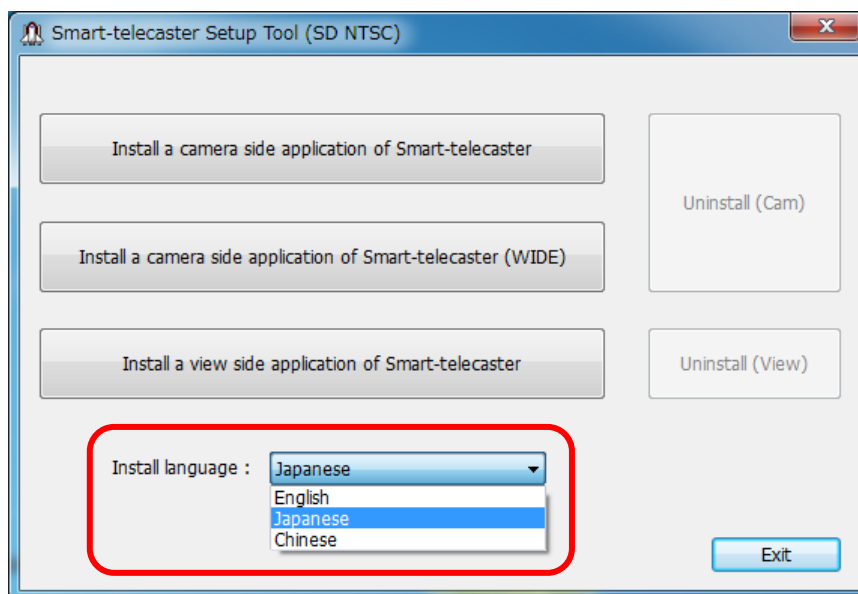 Smart-telecaster Setup Tool (SD NTSC)
Install a camera side application of Smart-telecaster
Uninstall (Cam)
Install a camera side application of Smart-telecaster (WIDE)
Install a view side application of Smart-telecaster
Uninstall (View)
Install language : Japanese
English
Japanese
Chinese
Exit